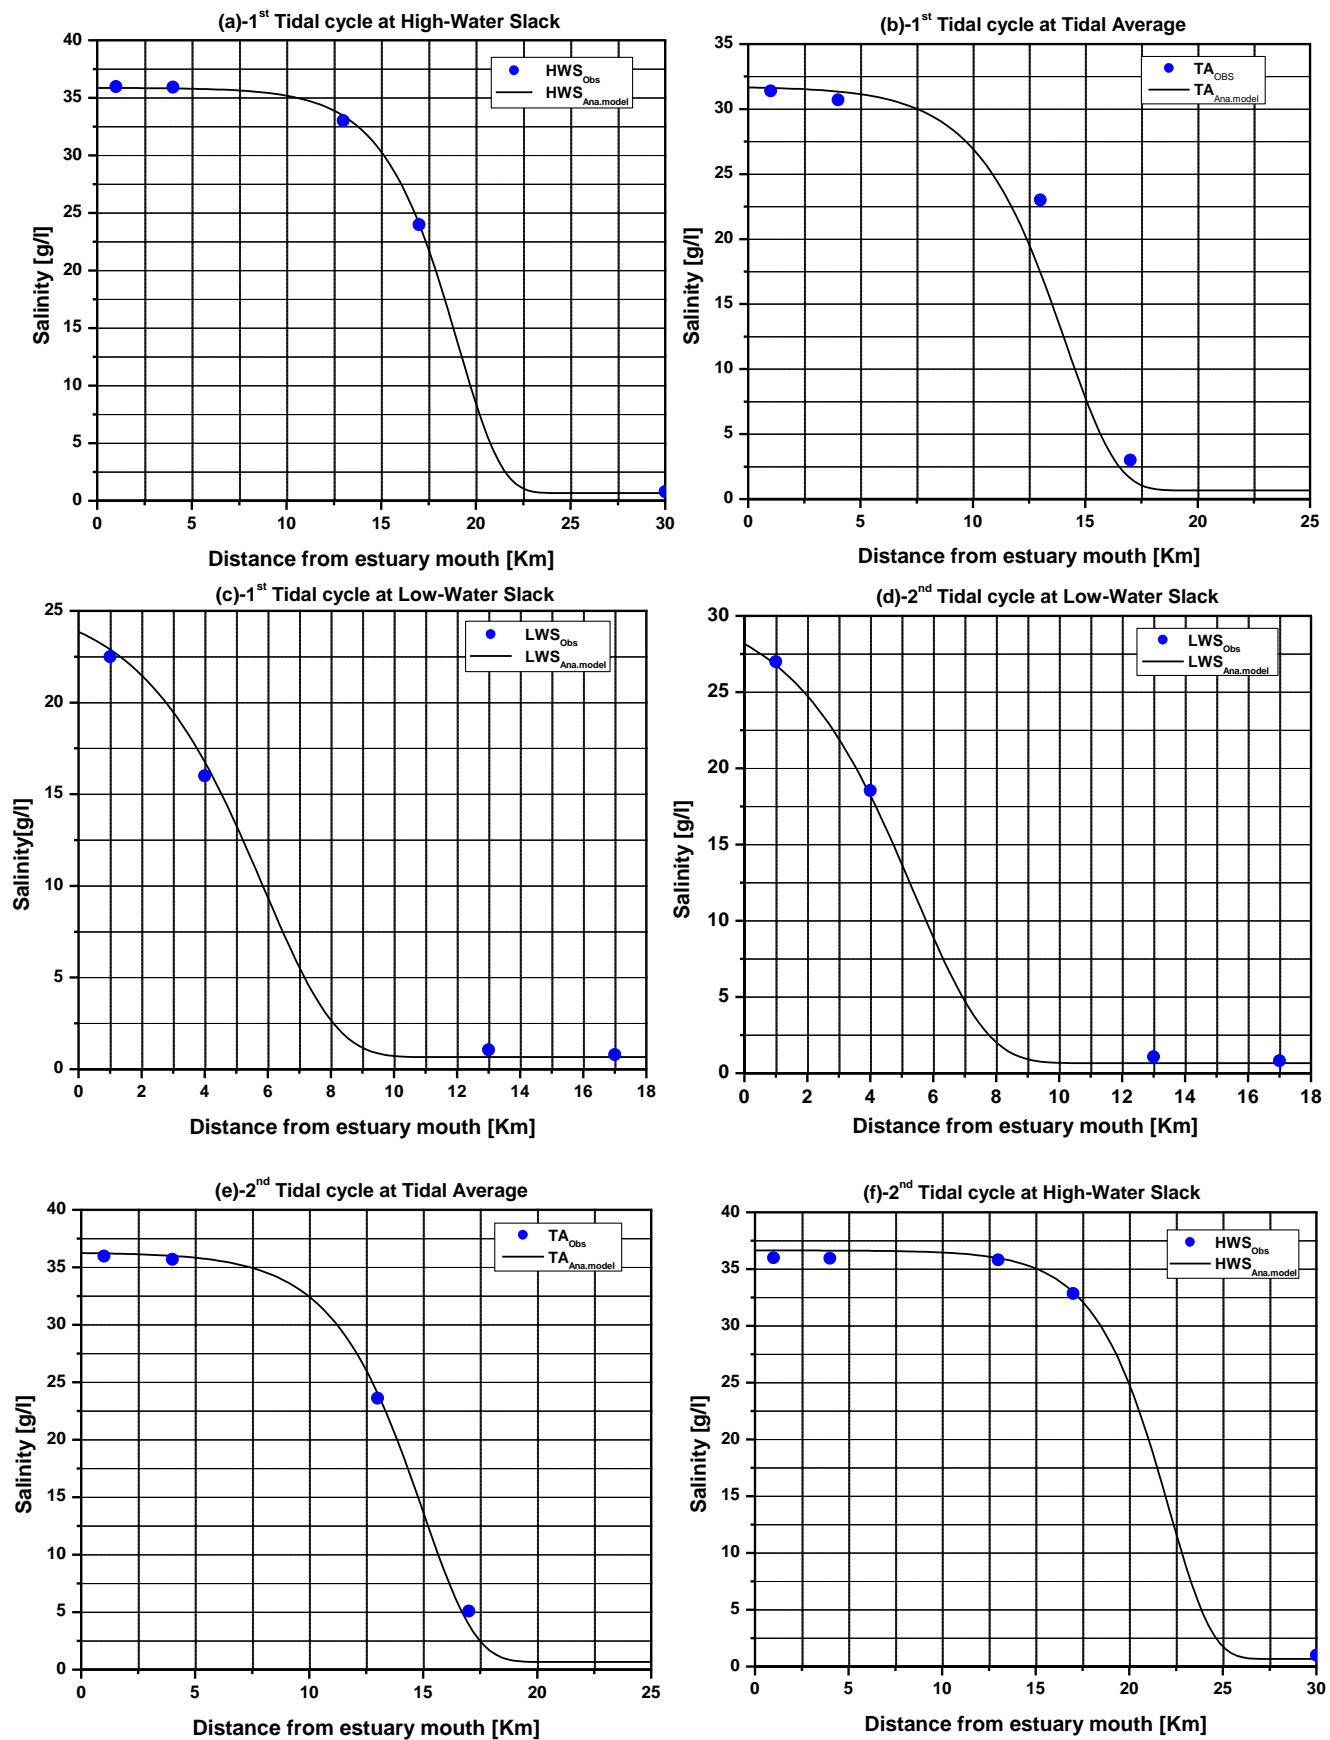 (a)-1st Tidal cycle at High-Water Slack
HWSObs
HWSAna.model
Salinity [g/l]
40
35
30
25
20
15
10
5
0
0 5 10 15 20 25 30
Distance from estuary mouth [Km]
(b)-1st Tidal cycle at Tidal Average
TAOBS
TAAna.model
Salinity [g/l]
35
30
25
20
15
10
5
0
0 5 10 15 20 25
Distance from estuary mouth [Km]
(c)-1st Tidal cycle at Low-Water Slack
LWSObs
LWSAna.model
Salinity[g/l]
25
20
15
10
5
0
0 2 4 6 8 10 12 14 16 18
Distance from estuary mouth [Km]
(d)-2nd Tidal cycle at Low-Water Slack
LWSObs
LWSAna.model
Salinity [g/l]
30
25
20
15
10
5
0
0 2 4 6 8 10 12 14 16 18
Distance from estuary mouth [Km]
(e)-2nd Tidal cycle at Tidal Average
TAObs
TAAna.model
Salinity [g/l]
40
35
30
25
20
15
10
5
0
0 5 10 15 20 25
Distance from estuary mouth [Km]
(f)-2nd Tidal cycle at High-Water Slack
HWSObs
HWSAna.model
Salinity [g/l]
40
35
30
25
20
15
10
5
0
0 5 10 15 20 25 30
Distance from estuary mouth [Km]